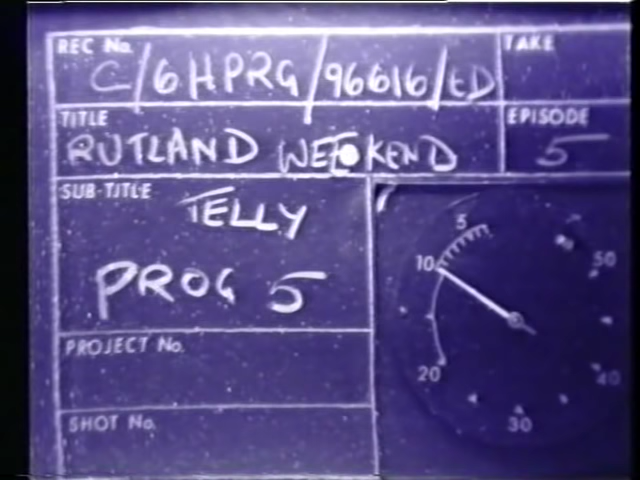 REC No. TAKE
C/6HPRG/96616/ED
TITLE EPISODE
RUTLAND WEEKEND 5
SUB-TITLE
TELLY
PROG 5
PROJECT No.
SHOT No.
5
10
20
30
40
50